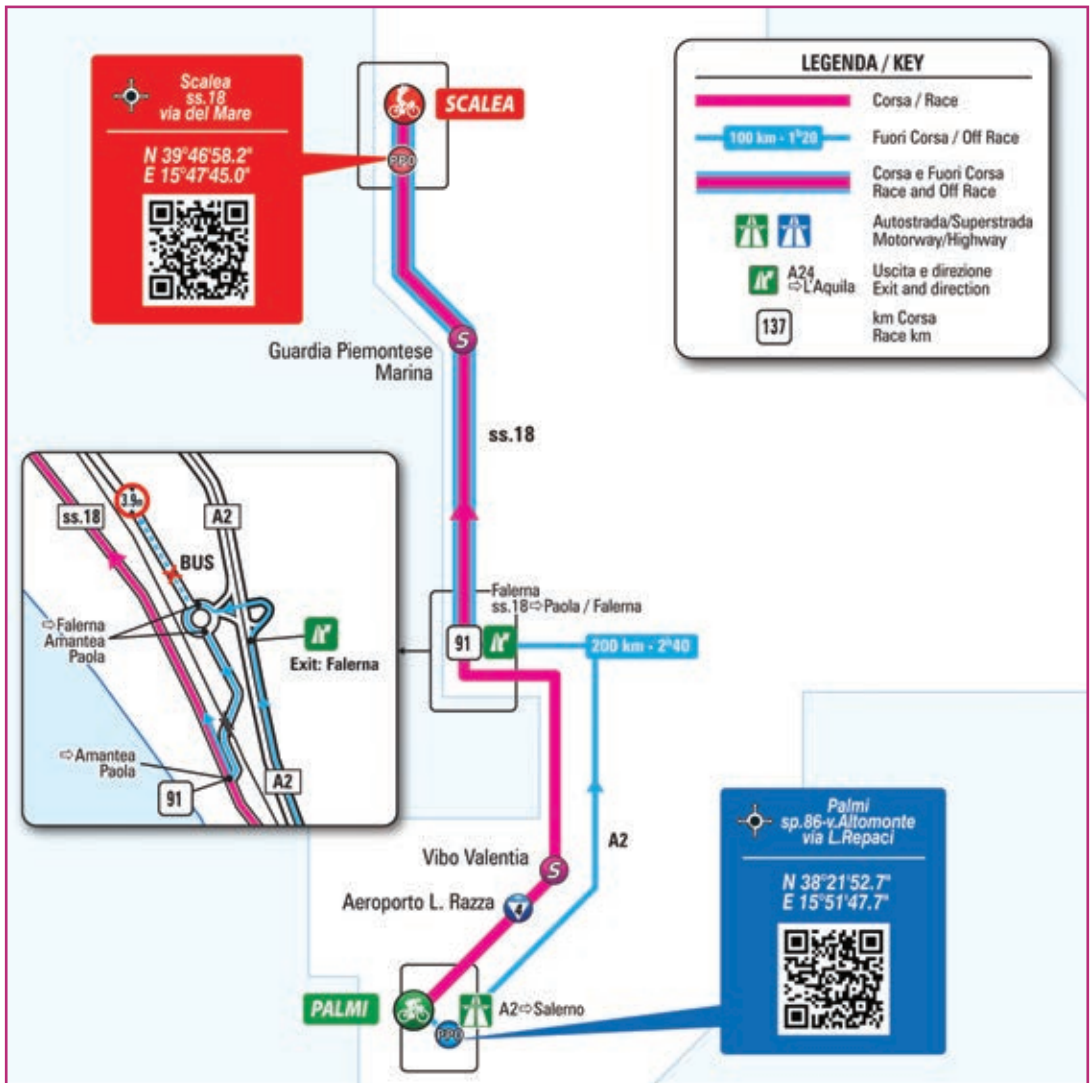 Scalea
ss.18
via del Mare
N 39°46'58.2"
E 15°47'45.0"
SCALEA
PPO
LEGENDA / KEY
Corsa / Race
100 km - 1h20
Fuori Corsa / Off Race
Corsa e Fuori Corsa
Race and Off Race
Autostrada/Superstrada
Motorway/Highway
A24
⇨L'Aquila
Uscita e direzione
Exit and direction
137
km Corsa
Race km
S
Guardia Piemontese
Marina
ss.18
3.9m
ss.18
A2
BUS
⇨Falerna
Amantea
Paola
Exit: Falerna
⇨Amantea
Paola
91
A2
Falerna
ss.18⇨Paola / Falerna
91
200 km - 2h40
A2
Vibo Valentia
S
Aeroporto L. Razza
4
PALMI
PPO
A2⇨Salerno
Palmi
sp.86-v.Altomonte
via L.Repaci
N 38°21'52.7"
E 15°51'47.7"